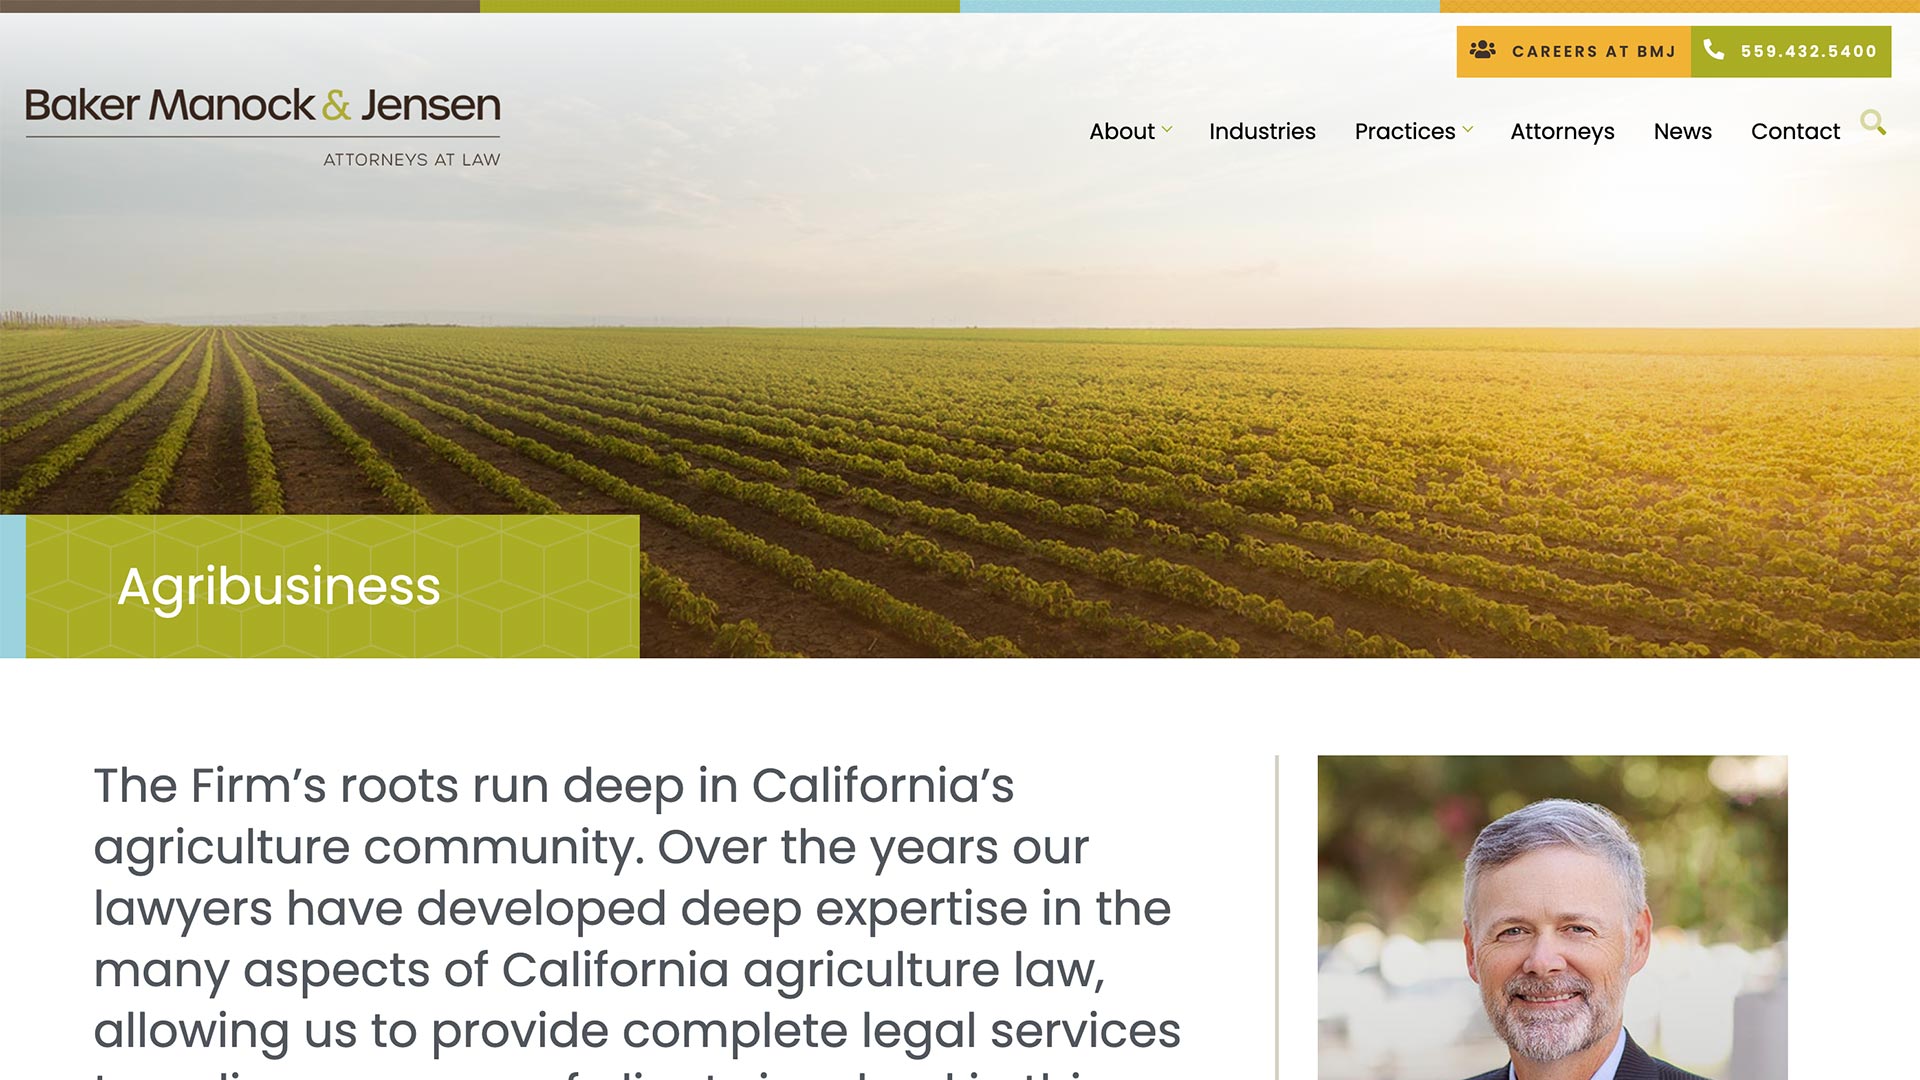 CAREERS AT BMJ
559.432.5400
Baker Manock & Jensen
ATTORNEYS AT LAW
About
Industries
Practices
Attorneys
News
Contact
Agribusiness
The Firm’s roots run deep in California’s
agriculture community. Over the years our
lawyers have developed deep expertise in the
many aspects of California agriculture law,
allowing us to provide complete legal services